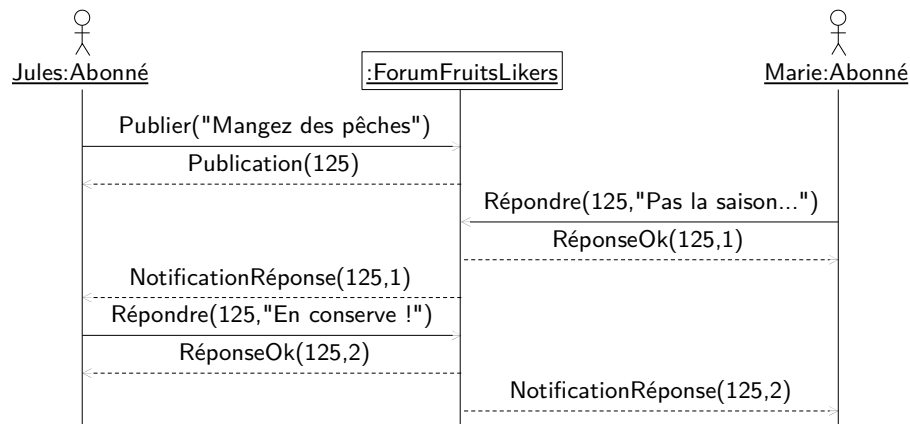 Jules:Abonné
:ForumFruitsLikers
Marie:Abonné
Publier("Mangez des pêches")
Publication(125)
Répondre(125,"Pas la saison...")
RéponseOk(125,1)
NotificationRéponse(125,1)
Répondre(125,"En conserve !")
RéponseOk(125,2)
NotificationRéponse(125,2)